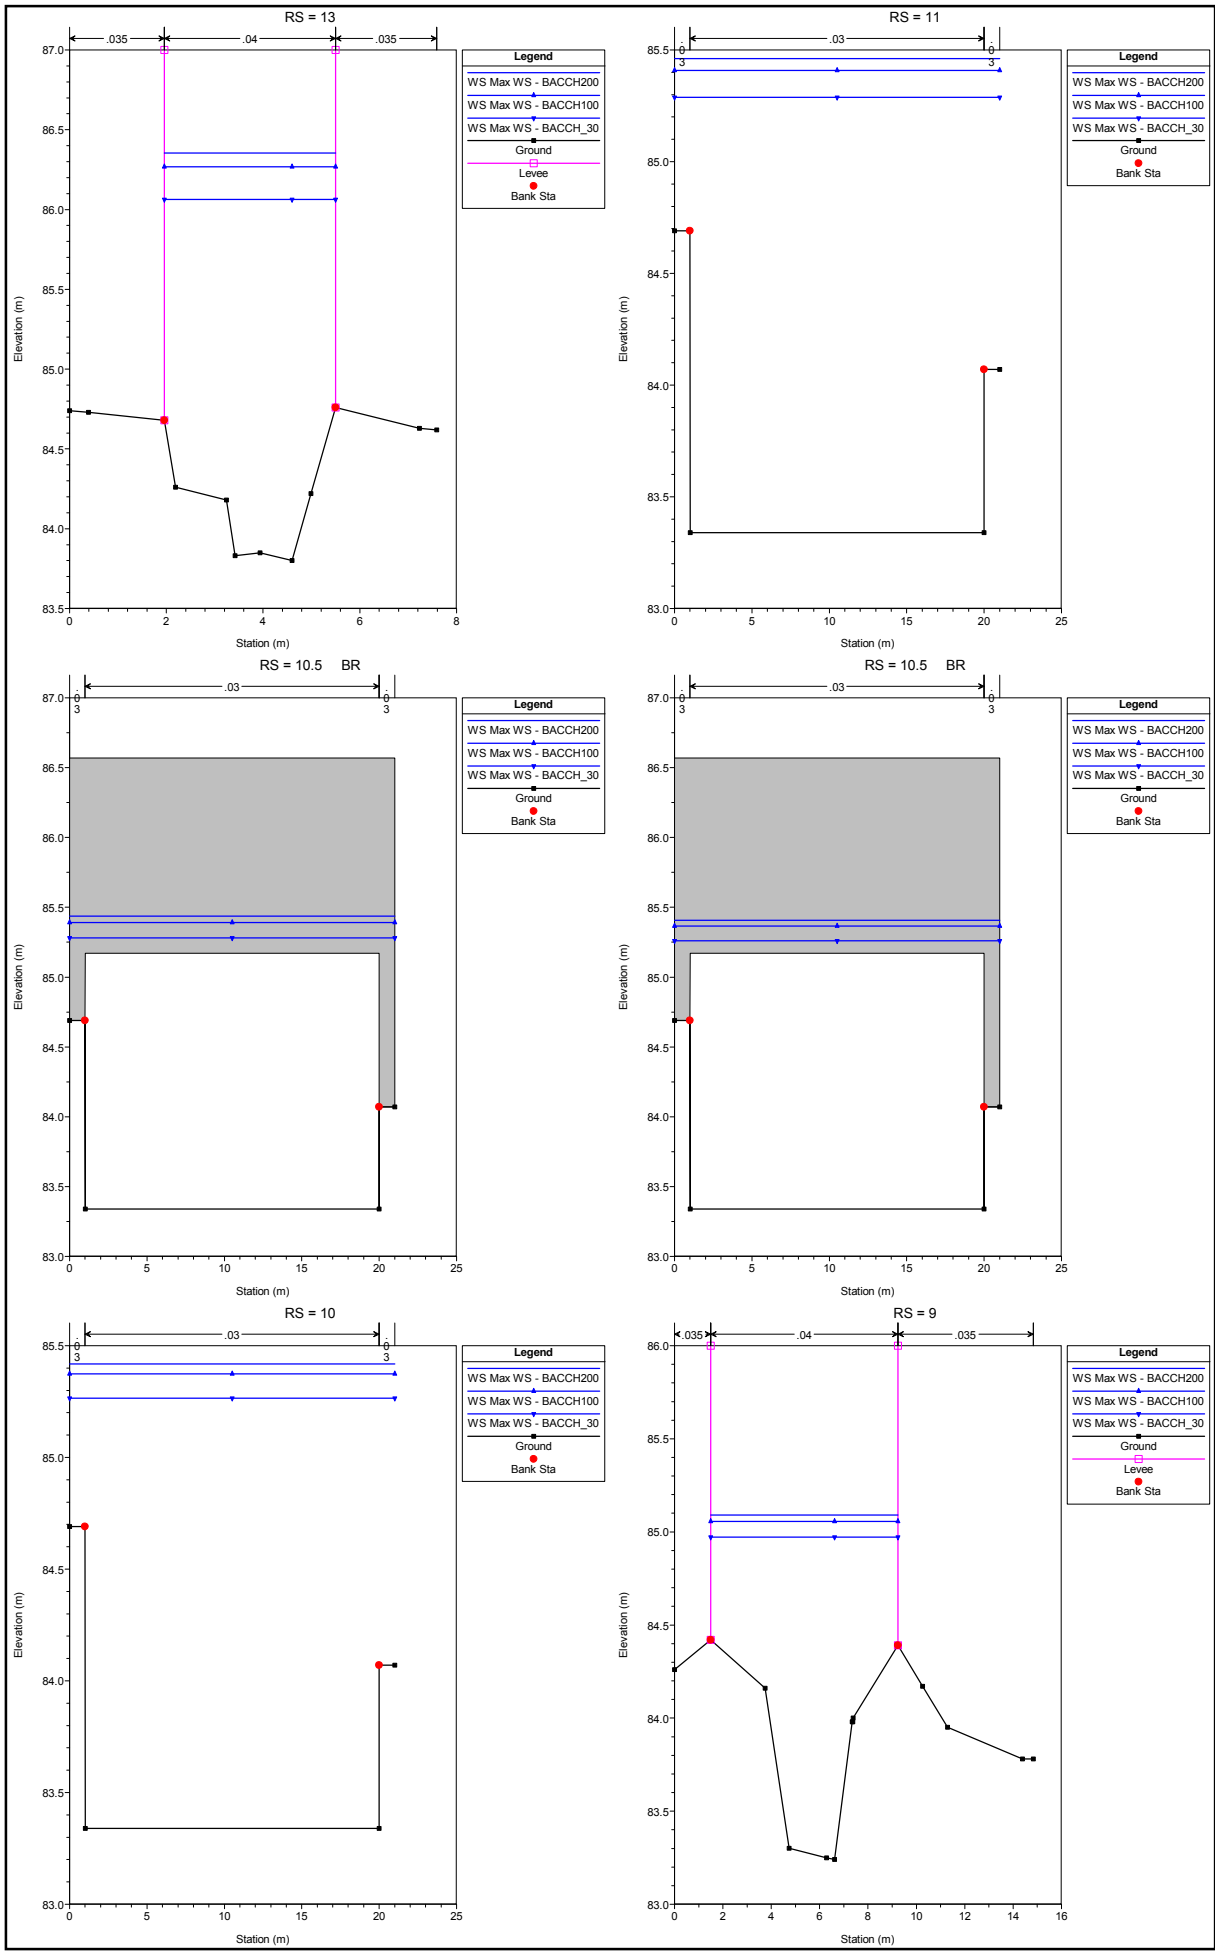 RS = 13
.035
.04
.035
87.0
86.5
86.0
85.5
85.0
84.5
84.0
83.5
0
2
4
6
8
Elevation (m)
Station (m)
Legend
WS Max WS - BACCH200
WS Max WS - BACCH100
WS Max WS - BACCH_30
Ground
Levee
Bank Sta
RS = 11
.03
.03
.03
85.5
85.0
84.5
84.0
83.5
83.0
0
5
10
15
20
25
Elevation (m)
Station (m)
Legend
WS Max WS - BACCH200
WS Max WS - BACCH100
WS Max WS - BACCH_30
Ground
Bank Sta
RS = 10.5 BR
.03
.03
.03
87.0
86.5
86.0
85.5
85.0
84.5
84.0
83.5
83.0
0
5
10
15
20
25
Elevation (m)
Station (m)
Legend
WS Max WS - BACCH200
WS Max WS - BACCH100
WS Max WS - BACCH_30
Ground
Bank Sta
RS = 10.5 BR
.03
.03
.03
87.0
86.5
86.0
85.5
85.0
84.5
84.0
83.5
83.0
0
5
10
15
20
25
Elevation (m)
Station (m)
Legend
WS Max WS - BACCH200
WS Max WS - BACCH100
WS Max WS - BACCH_30
Ground
Bank Sta
RS = 10
.03
.03
.03
85.5
85.0
84.5
84.0
83.5
83.0
0
5
10
15
20
25
Elevation (m)
Station (m)
Legend
WS Max WS - BACCH200
WS Max WS - BACCH100
WS Max WS - BACCH_30
Ground
Bank Sta
RS = 9
.035
.04
.035
86.0
85.5
85.0
84.5
84.0
83.5
83.0
0
2
4
6
8
10
12
14
16
Elevation (m)
Station (m)
Legend
WS Max WS - BACCH200
WS Max WS - BACCH100
WS Max WS - BACCH_30
Ground
Levee
Bank Sta